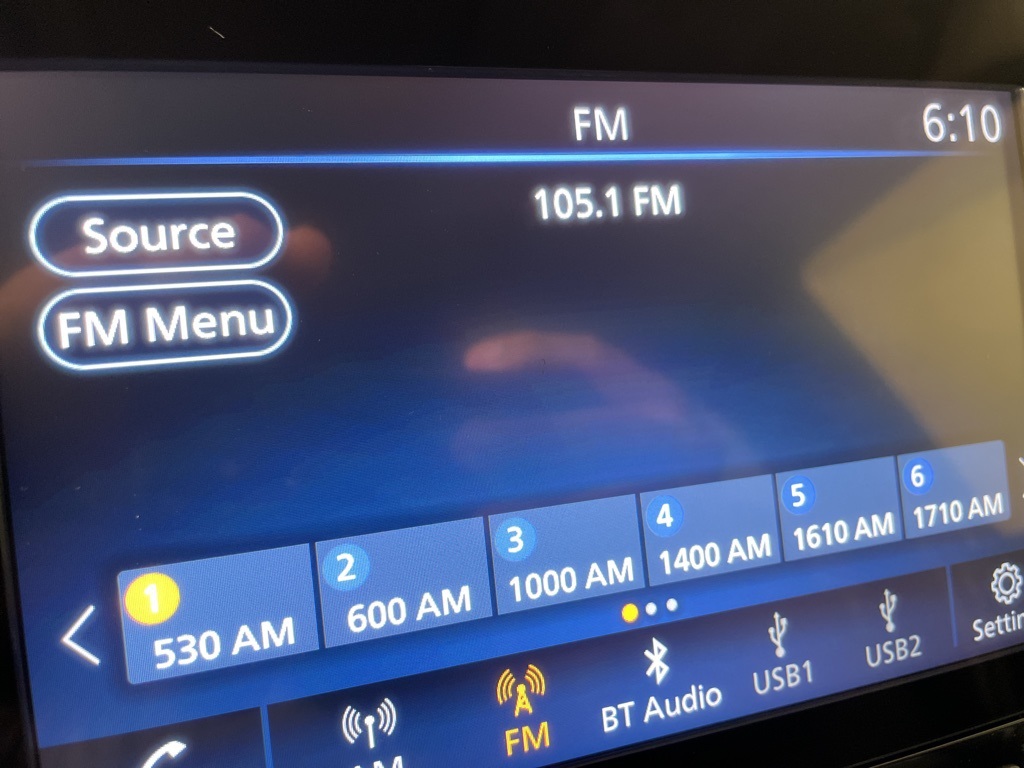 FM
6:10
105.1 FM
Source
FM Menu
1
530 AM
2
600 AM
3
1000 AM
4
1400 AM
5
1610 AM
6
1710 AM
FM
BT Audio
USB1
USB2